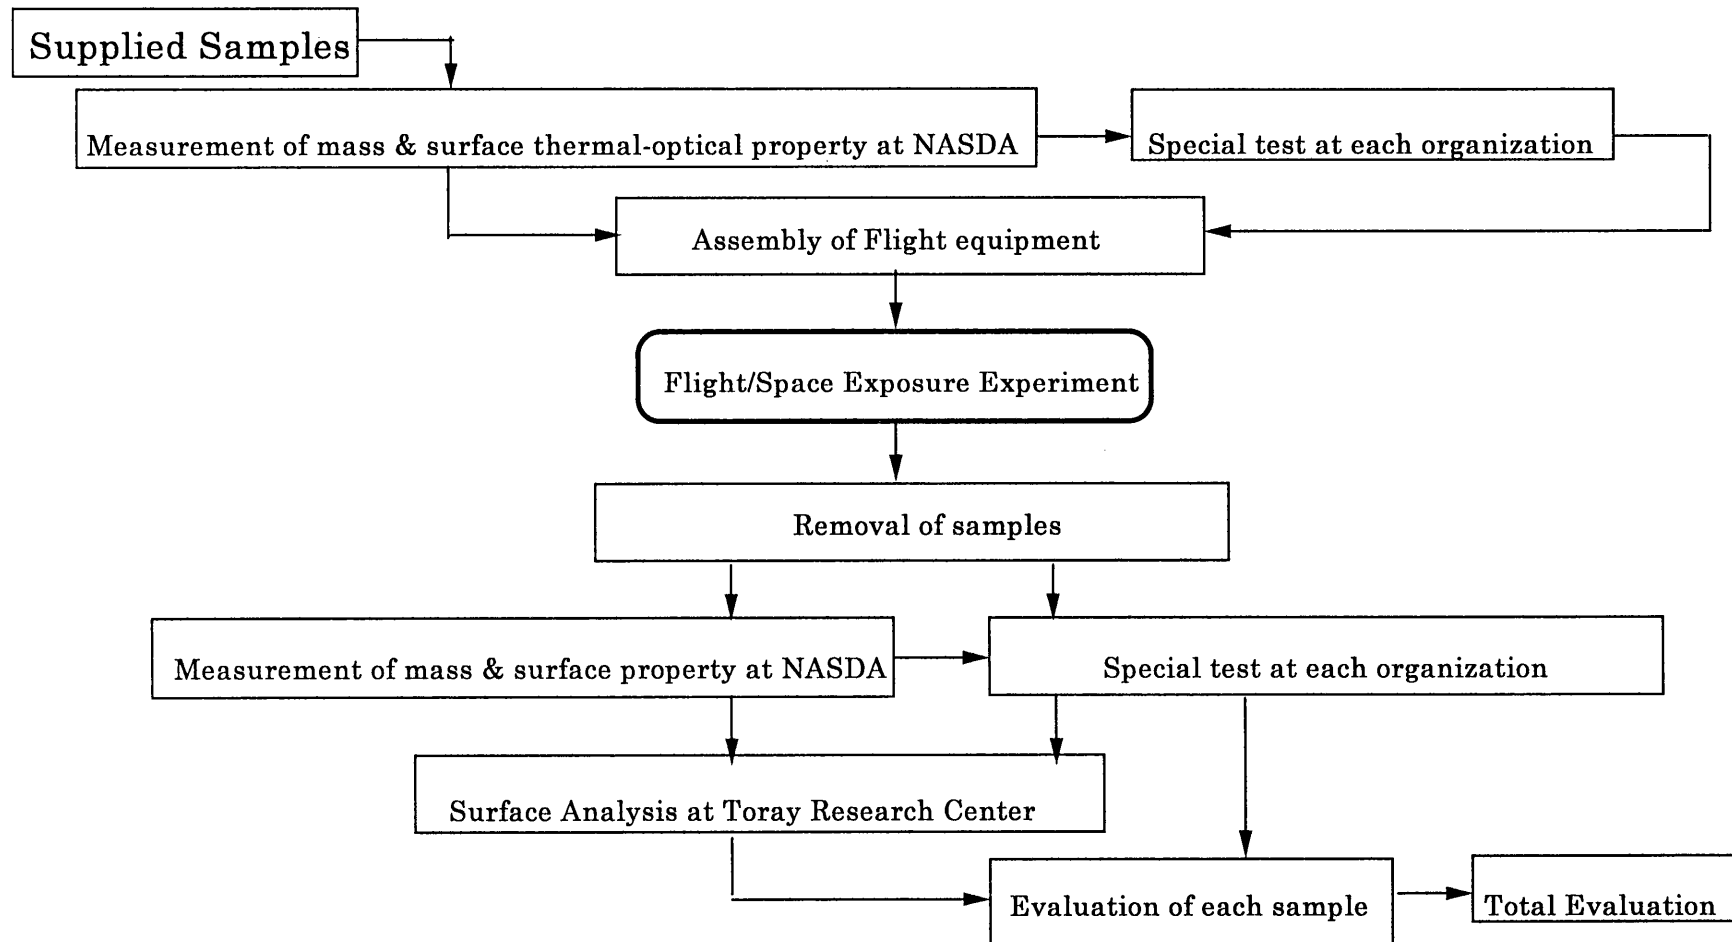 Supplied Samples
Measurement of mass & surface thermal-optical property at NASDA
Special test at each organization
Assembly of Flight equipment
Flight/Space Exposure Experiment
Removal of samples
Measurement of mass & surface property at NASDA
Special test at each organization
Surface Analysis at Toray Research Center
Evaluation of each sample
Total Evaluation